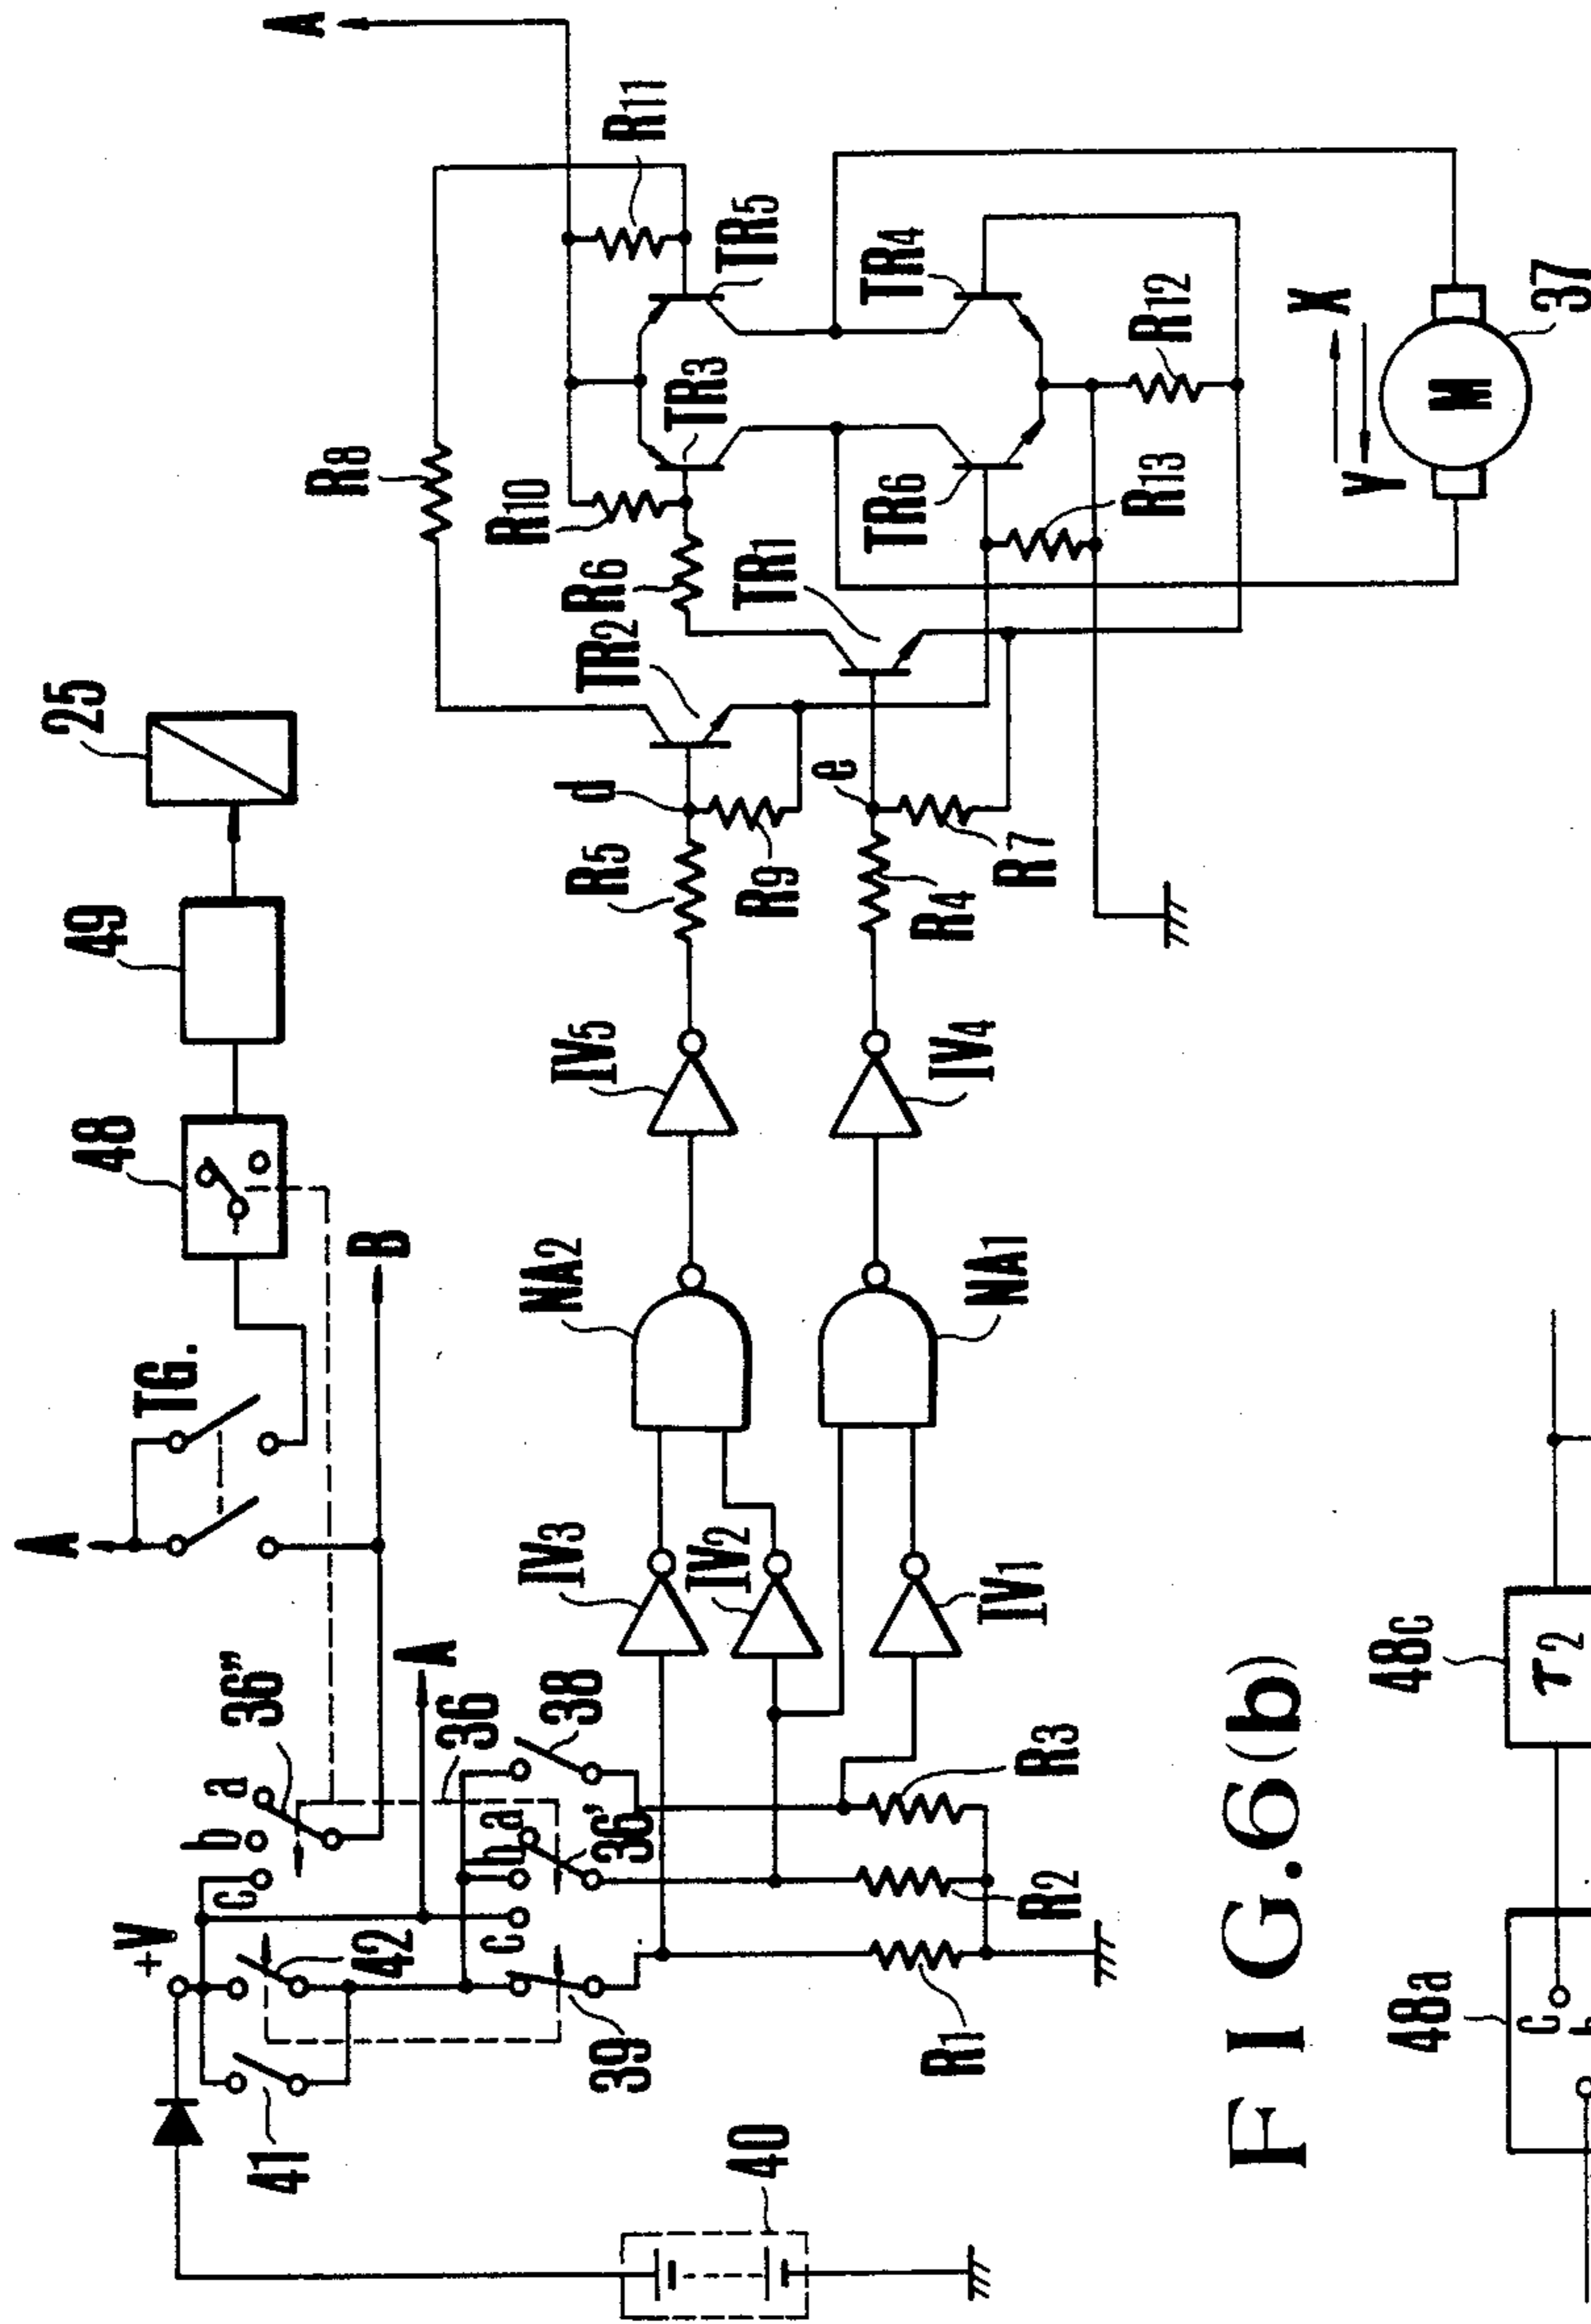 A
25
48
49
+V
TG.
c
b
a
36"
41
42
A
A
B
R8
c
b
a
36
38
39
36'
IV3
NA2
IV5
R5
d
TR2
R6
R10
R11
IV2
TR1
TR3
TR5
40
R9
e
R1
R2
R3
IV1
NA1
IV4
R4
R7
TR6
TR4
R13
R12
FIG.6(b)
Y
X
M
37
48a
48c
c
τ2